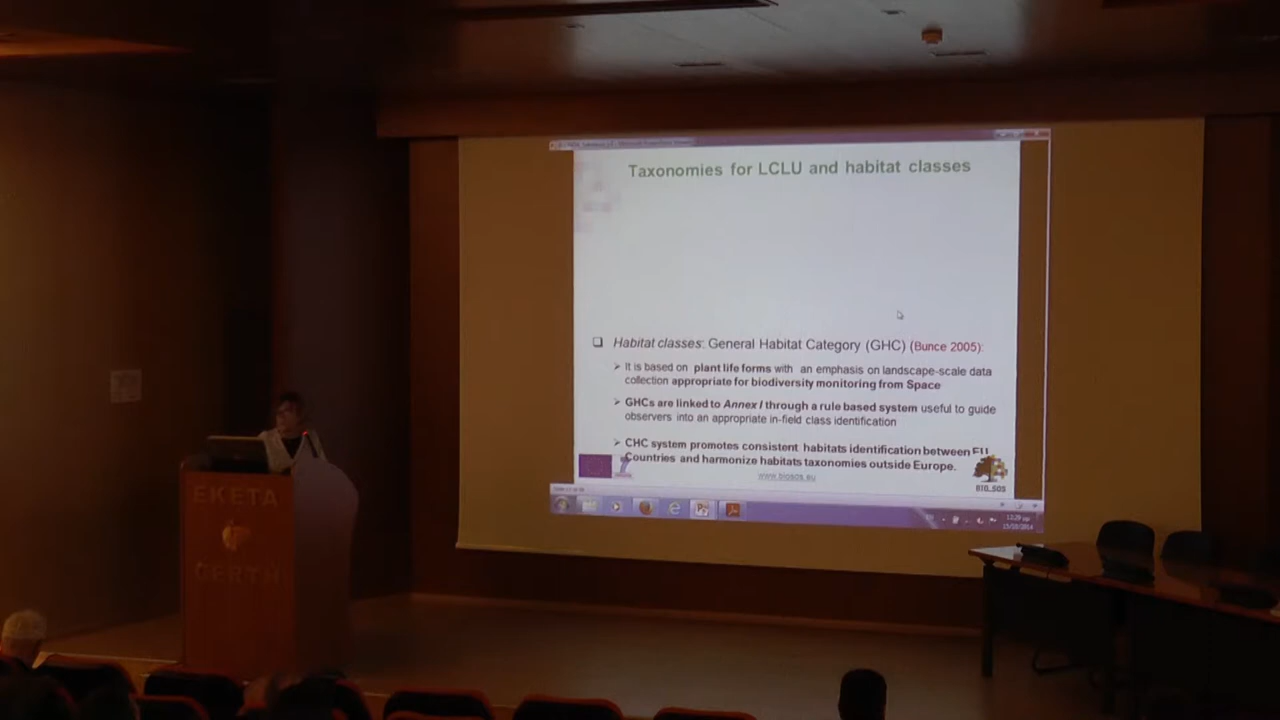 Taxonomies for LCLU and habitat classes
Habitat classes: General Habitat Category (GHC) (Bunce 2005):
It is based on plant life forms with an emphasis on landscape-scale data
collection appropriate for biodiversity monitoring from Space
GHCs are linked to Annex I through a rule based system useful to guide
observers into an appropriate in-field class identification
CHC system promotes consistent habitats identification between EU
Countries and harmonize habitats taxonomies outside Europe.
www.biosos.eu
BIO_SOS
EKETA
CERTH